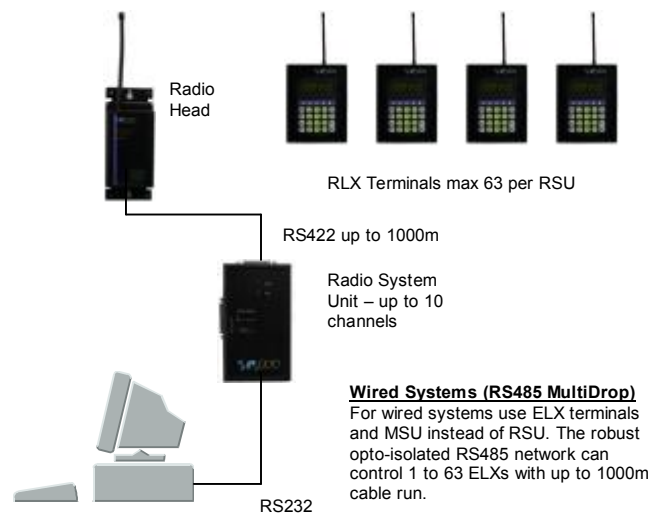 Radio
Head
RLX Terminals max 63 per RSU
RS422 up to 1000m
Radio System
Unit – up to 10
channels
Wired Systems (RS485 MultiDrop)
For wired systems use ELX terminals
and MSU instead of RSU. The robust
opto-isolated RS485 network can
control 1 to 63 ELXs with up to 1000m
cable run.
RS232